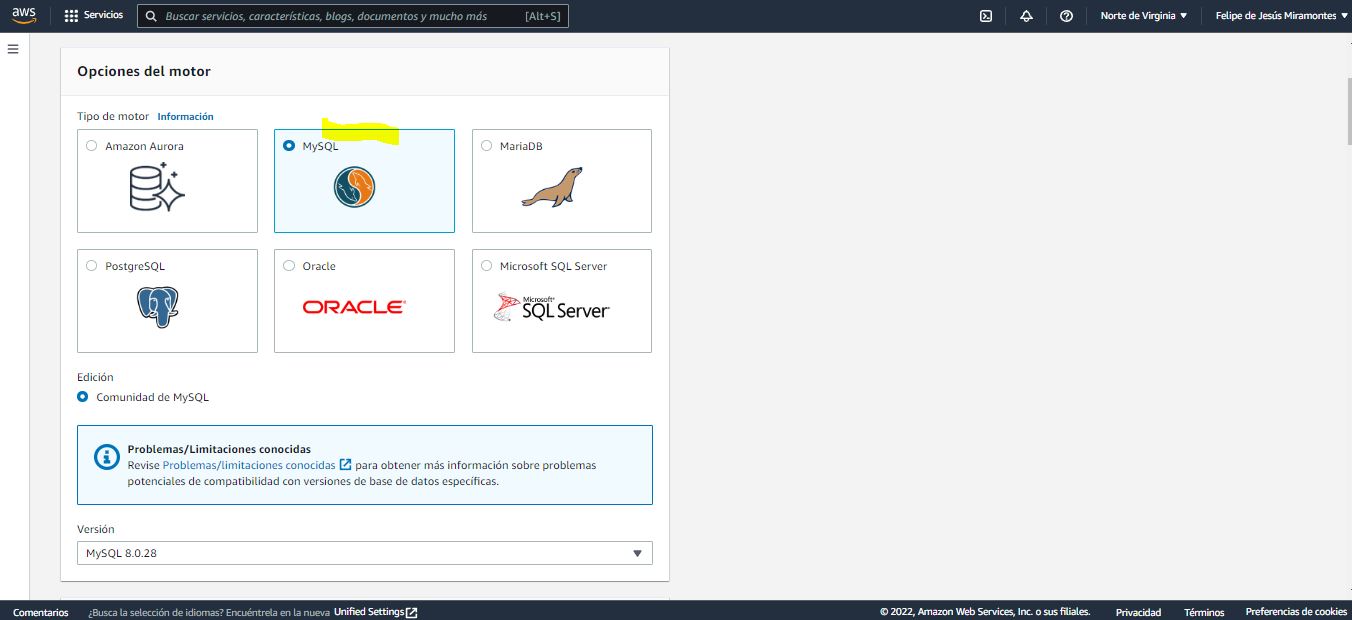 aws Servicios Buscar servicios, características, blogs, documentos y mucho más [Alt+S] Norte de Virginia Felipe de Jesús Miramontes
Opciones del motor
Tipo de motor Información
Amazon Aurora
MySQL
MariaDB
PostgreSQL
Oracle
ORACLE
Microsoft SQL Server
Microsoft®
SQL Server
Edición
Comunidad de MySQL
Problemas/Limitaciones conocidas
Revise Problemas/limitaciones conocidas para obtener más información sobre problemas
potenciales de compatibilidad con versiones de base de datos específicas.
Versión
MySQL 8.0.28
Comentarios ¿Busca la selección de idiomas? Encuéntrela en la nueva Unified Settings © 2022, Amazon Web Services, Inc. o sus filiales. Privacidad Términos Preferencias de cookies